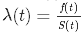 λ(t) = f(t)/S(t)